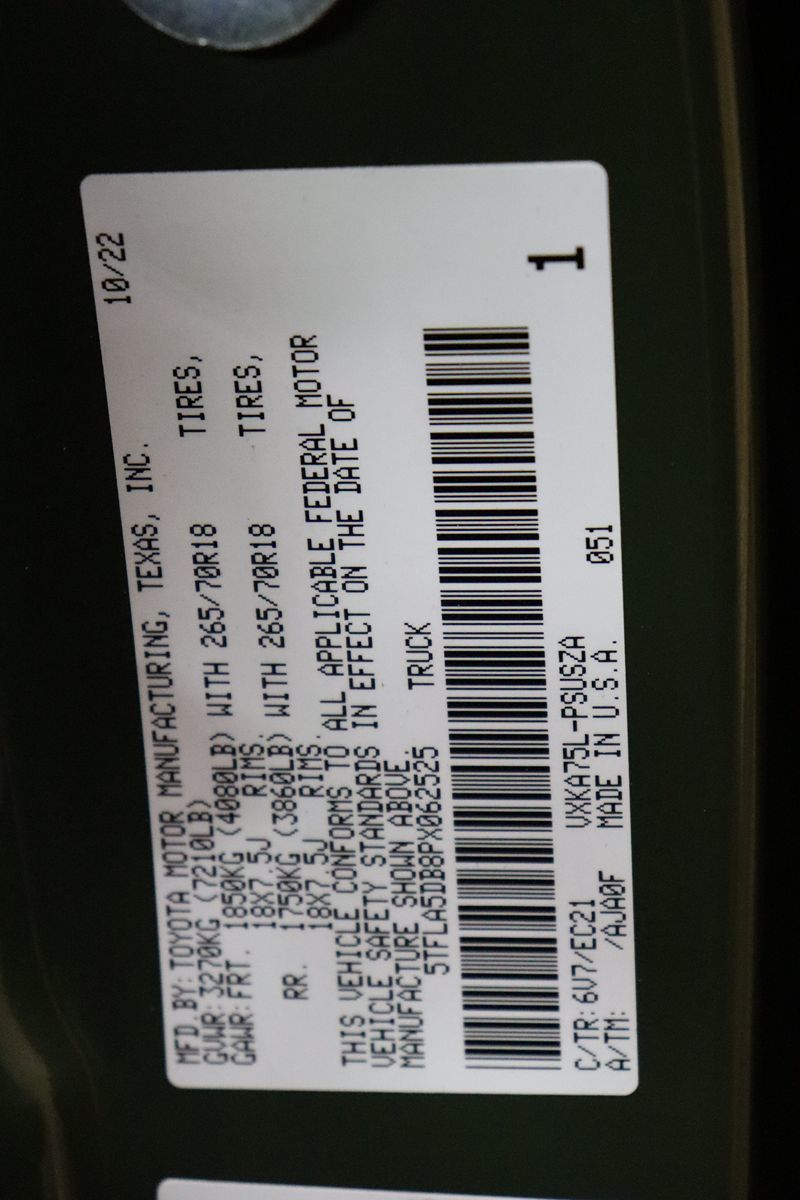 10/22
MFD.BY:TOYOTA MOTOR MANUFACTURING, TEXAS, INC.
GVWR:3270KG (7210LB)
GAWR:FRT. 1850KG (4080LB) WITH 265/70R18 TIRES,
18X7.5J RIMS.
RR. 1750KG (3860LB) WITH 265/70R18 TIRES,
18X7.5J RIMS.
THIS VEHICLE CONFORMS TO ALL APPLICABLE FEDERAL MOTOR
VEHICLE SAFETY STANDARDS IN EFFECT ON THE DATE OF
MANUFACTURE SHOWN ABOVE.
5TFLA5DB8PX062525 TRUCK
1
C/TR:6V7/EC21 VXKA75L-PSUSZA 051
A/TM: /AJA0F MADE IN U.S.A.